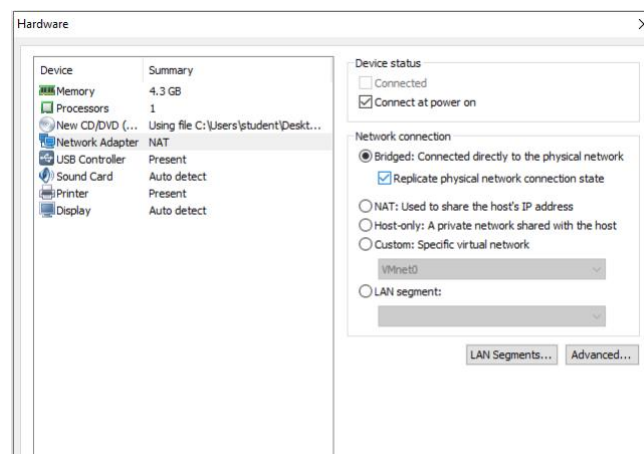 Hardware
Device Summary
Memory 4.3 GB
Processors 1
New CD/DVD (... Using file C:\Users\student\Deskt...
Network Adapter NAT
USB Controller Present
Sound Card Auto detect
Printer Present
Display Auto detect
Device status
Connected
Connect at power on
Network connection
Bridged: Connected directly to the physical network
Replicate physical network connection state
NAT: Used to share the host's IP address
Host-only: A private network shared with the host
Custom: Specific virtual network
VMnet0
LAN segment:
LAN Segments... Advanced...